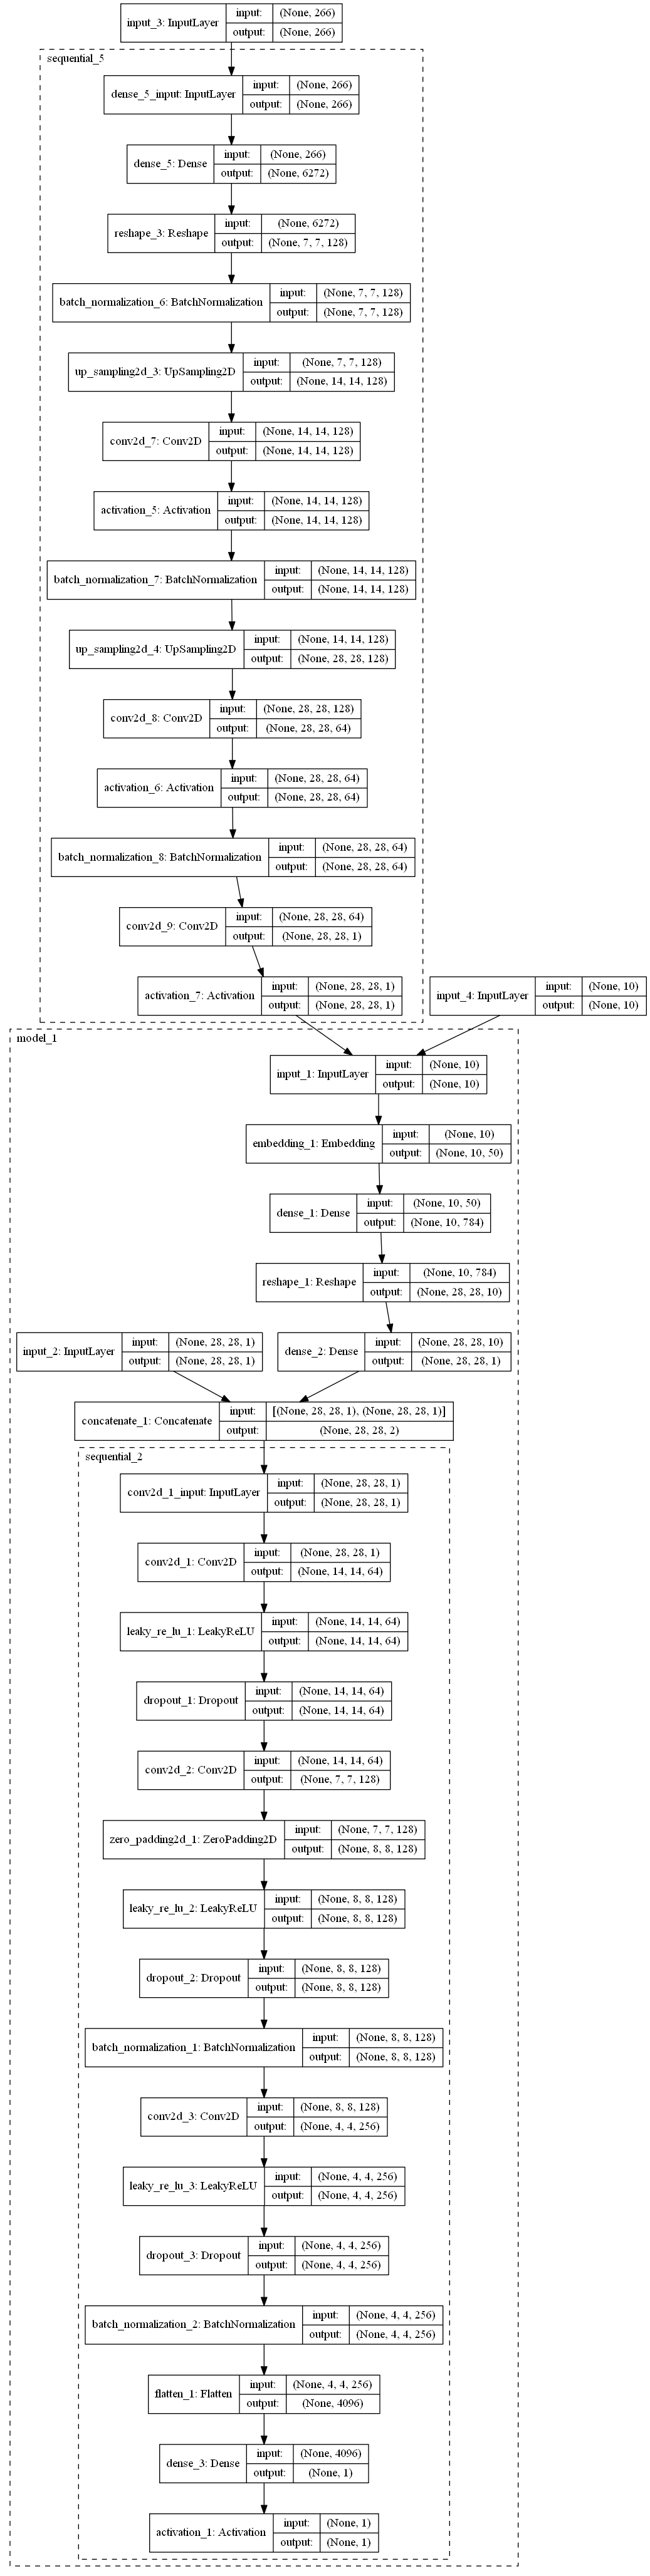 input_3: InputLayer input: (None, 266)
output: (None, 266)
sequential_5
dense_5_input: InputLayer input: (None, 266)
output: (None, 266)
dense_5: Dense input: (None, 266)
output: (None, 6272)
reshape_3: Reshape input: (None, 6272)
output: (None, 7, 7, 128)
batch_normalization_6: BatchNormalization input: (None, 7, 7, 128)
output: (None, 7, 7, 128)
up_sampling2d_3: UpSampling2D input: (None, 7, 7, 128)
output: (None, 14, 14, 128)
conv2d_7: Conv2D input: (None, 14, 14, 128)
output: (None, 14, 14, 128)
activation_5: Activation input: (None, 14, 14, 128)
output: (None, 14, 14, 128)
batch_normalization_7: BatchNormalization input: (None, 14, 14, 128)
output: (None, 14, 14, 128)
up_sampling2d_4: UpSampling2D input: (None, 14, 14, 128)
output: (None, 28, 28, 128)
conv2d_8: Conv2D input: (None, 28, 28, 128)
output: (None, 28, 28, 64)
activation_6: Activation input: (None, 28, 28, 64)
output: (None, 28, 28, 64)
batch_normalization_8: BatchNormalization input: (None, 28, 28, 64)
output: (None, 28, 28, 64)
conv2d_9: Conv2D input: (None, 28, 28, 64)
output: (None, 28, 28, 1)
activation_7: Activation input: (None, 28, 28, 1)
output: (None, 28, 28, 1)
input_4: InputLayer input: (None, 10)
output: (None, 10)
model_1
input_1: InputLayer input: (None, 10)
output: (None, 10)
embedding_1: Embedding input: (None, 10)
output: (None, 10, 50)
dense_1: Dense input: (None, 10, 50)
output: (None, 10, 784)
reshape_1: Reshape input: (None, 10, 784)
output: (None, 28, 28, 10)
input_2: InputLayer input: (None, 28, 28, 1)
output: (None, 28, 28, 1)
dense_2: Dense input: (None, 28, 28, 10)
output: (None, 28, 28, 1)
concatenate_1: Concatenate input: [(None, 28, 28, 1), (None, 28, 28, 1)]
output: (None, 28, 28, 2)
sequential_2
conv2d_1_input: InputLayer input: (None, 28, 28, 1)
output: (None, 28, 28, 1)
conv2d_1: Conv2D input: (None, 28, 28, 1)
output: (None, 14, 14, 64)
leaky_re_lu_1: LeakyReLU input: (None, 14, 14, 64)
output: (None, 14, 14, 64)
dropout_1: Dropout input: (None, 14, 14, 64)
output: (None, 14, 14, 64)
conv2d_2: Conv2D input: (None, 14, 14, 64)
output: (None, 7, 7, 128)
zero_padding2d_1: ZeroPadding2D input: (None, 7, 7, 128)
output: (None, 8, 8, 128)
leaky_re_lu_2: LeakyReLU input: (None, 8, 8, 128)
output: (None, 8, 8, 128)
dropout_2: Dropout input: (None, 8, 8, 128)
output: (None, 8, 8, 128)
batch_normalization_1: BatchNormalization input: (None, 8, 8, 128)
output: (None, 8, 8, 128)
conv2d_3: Conv2D input: (None, 8, 8, 128)
output: (None, 4, 4, 256)
leaky_re_lu_3: LeakyReLU input: (None, 4, 4, 256)
output: (None, 4, 4, 256)
dropout_3: Dropout input: (None, 4, 4, 256)
output: (None, 4, 4, 256)
batch_normalization_2: BatchNormalization input: (None, 4, 4, 256)
output: (None, 4, 4, 256)
flatten_1: Flatten input: (None, 4, 4, 256)
output: (None, 4096)
dense_3: Dense input: (None, 4096)
output: (None, 1)
activation_1: Activation input: (None, 1)
output: (None, 1)